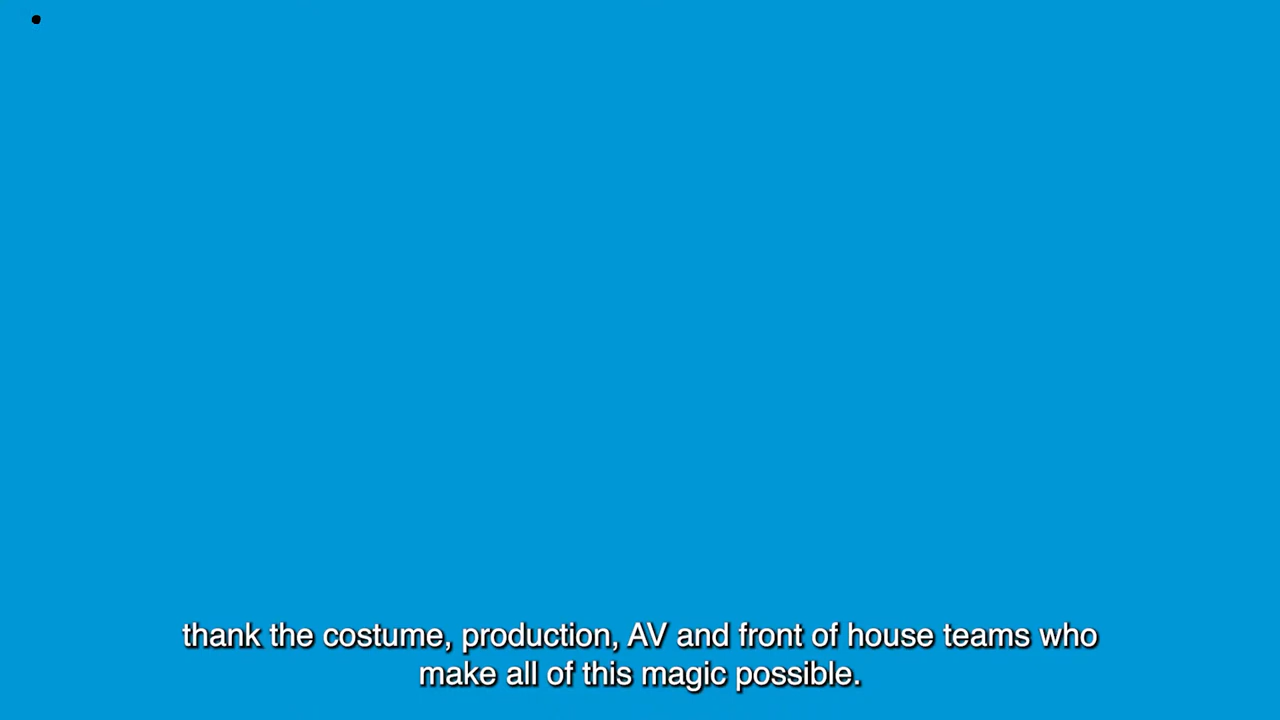 thank the costume, production, AV and front of house teams who
make all of this magic possible.